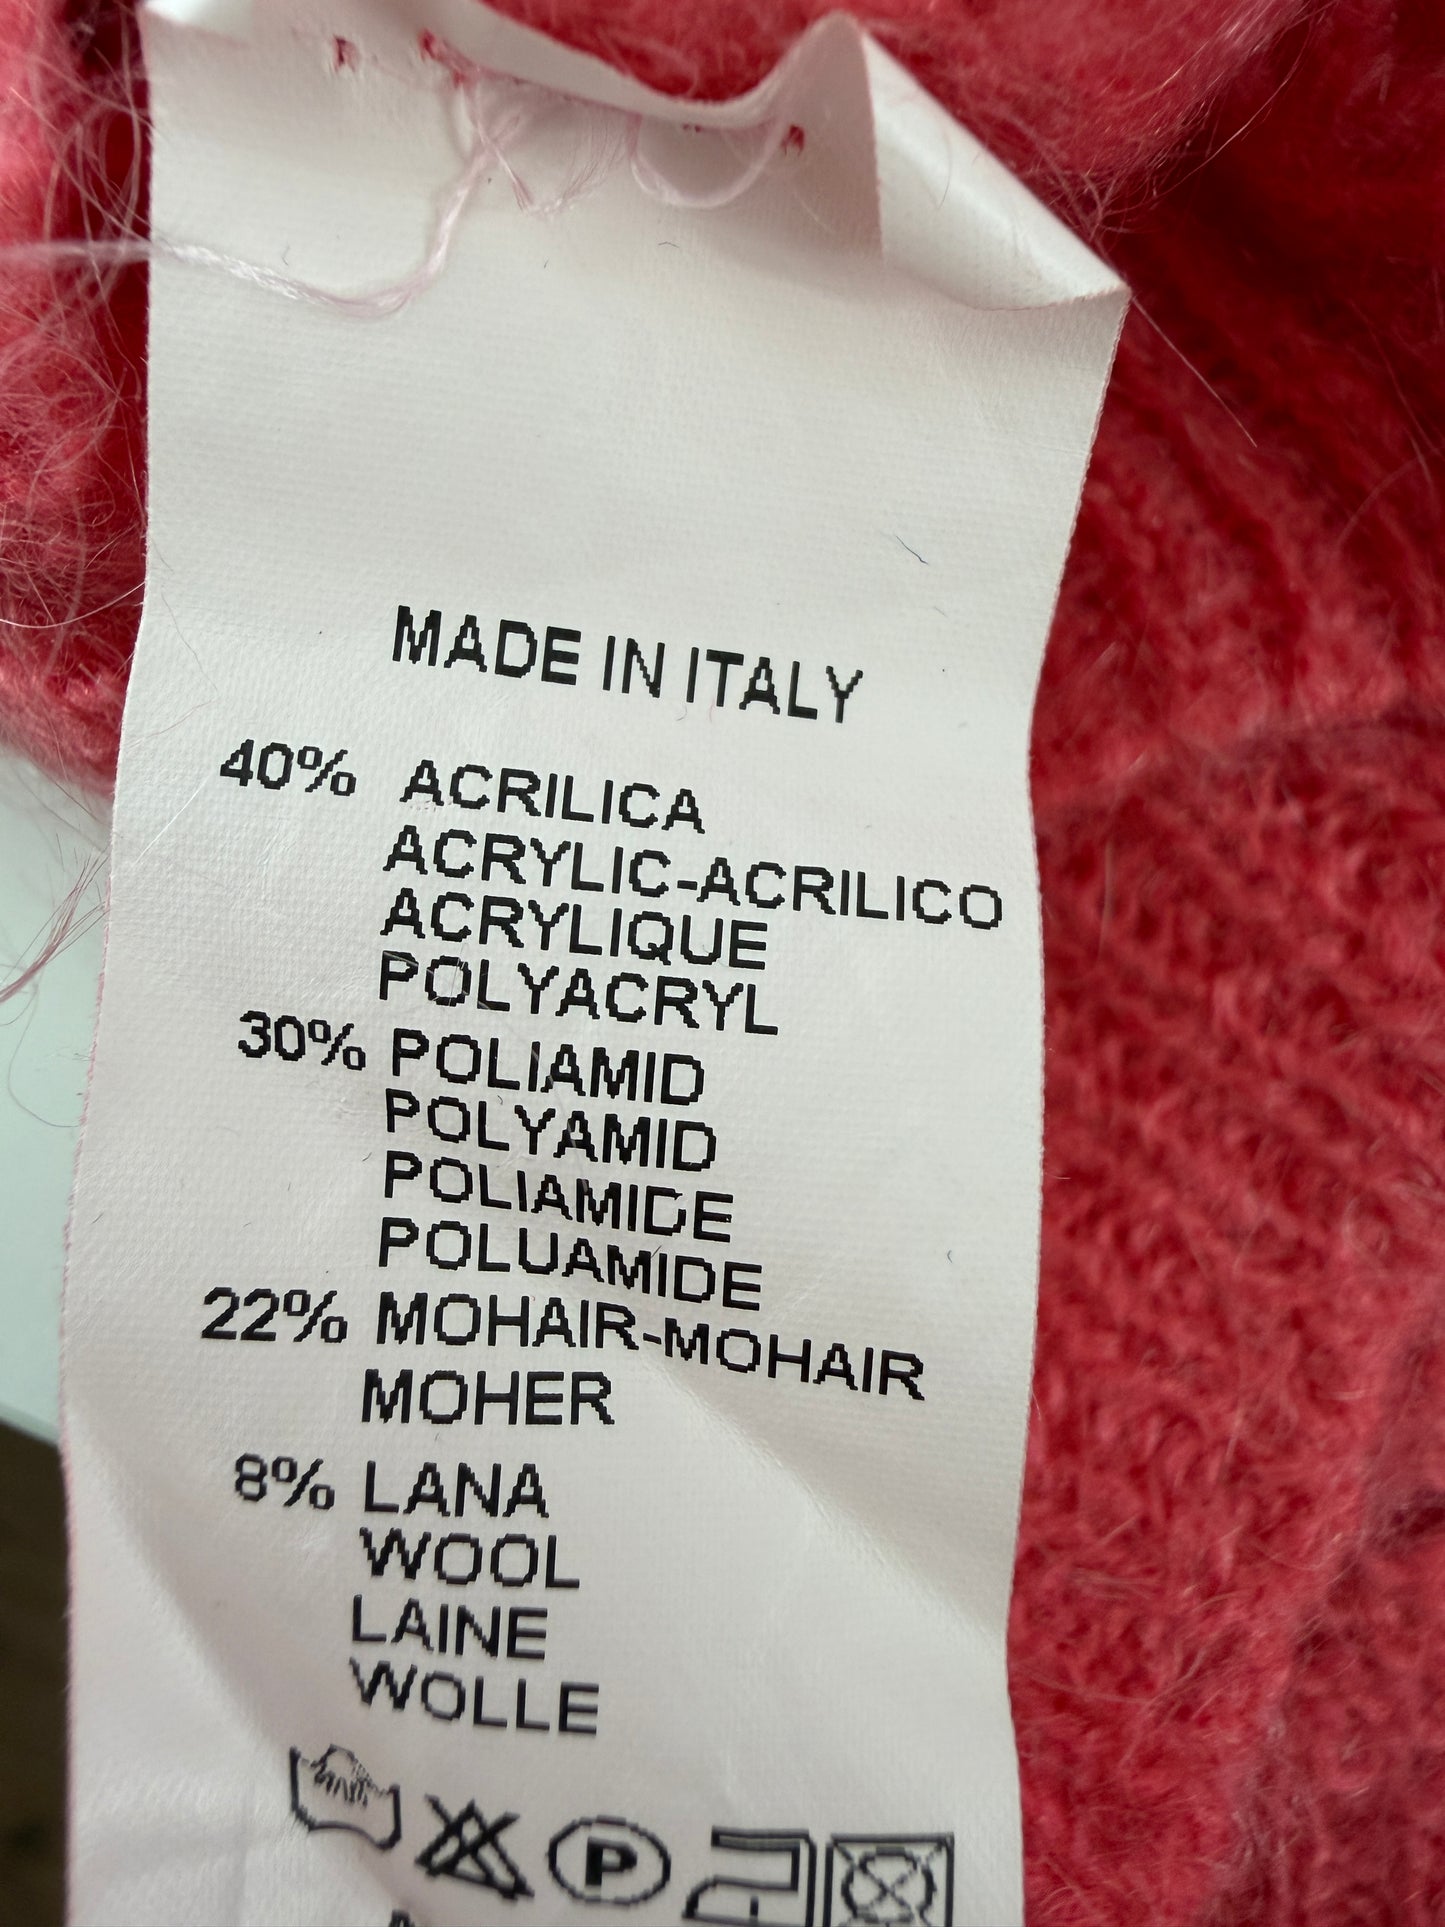 MADE IN ITALY
40% ACRILICA
ACRYLIC-ACRILICO
ACRYLIQUE
POLYACRYL
30% POLIAMID
POLYAMID
POLIAMIDE
POLUAMIDE
22% MOHAIR-MOHAIR
MOHER
8% LANA
WOOL
LAINE
WOLLE
P